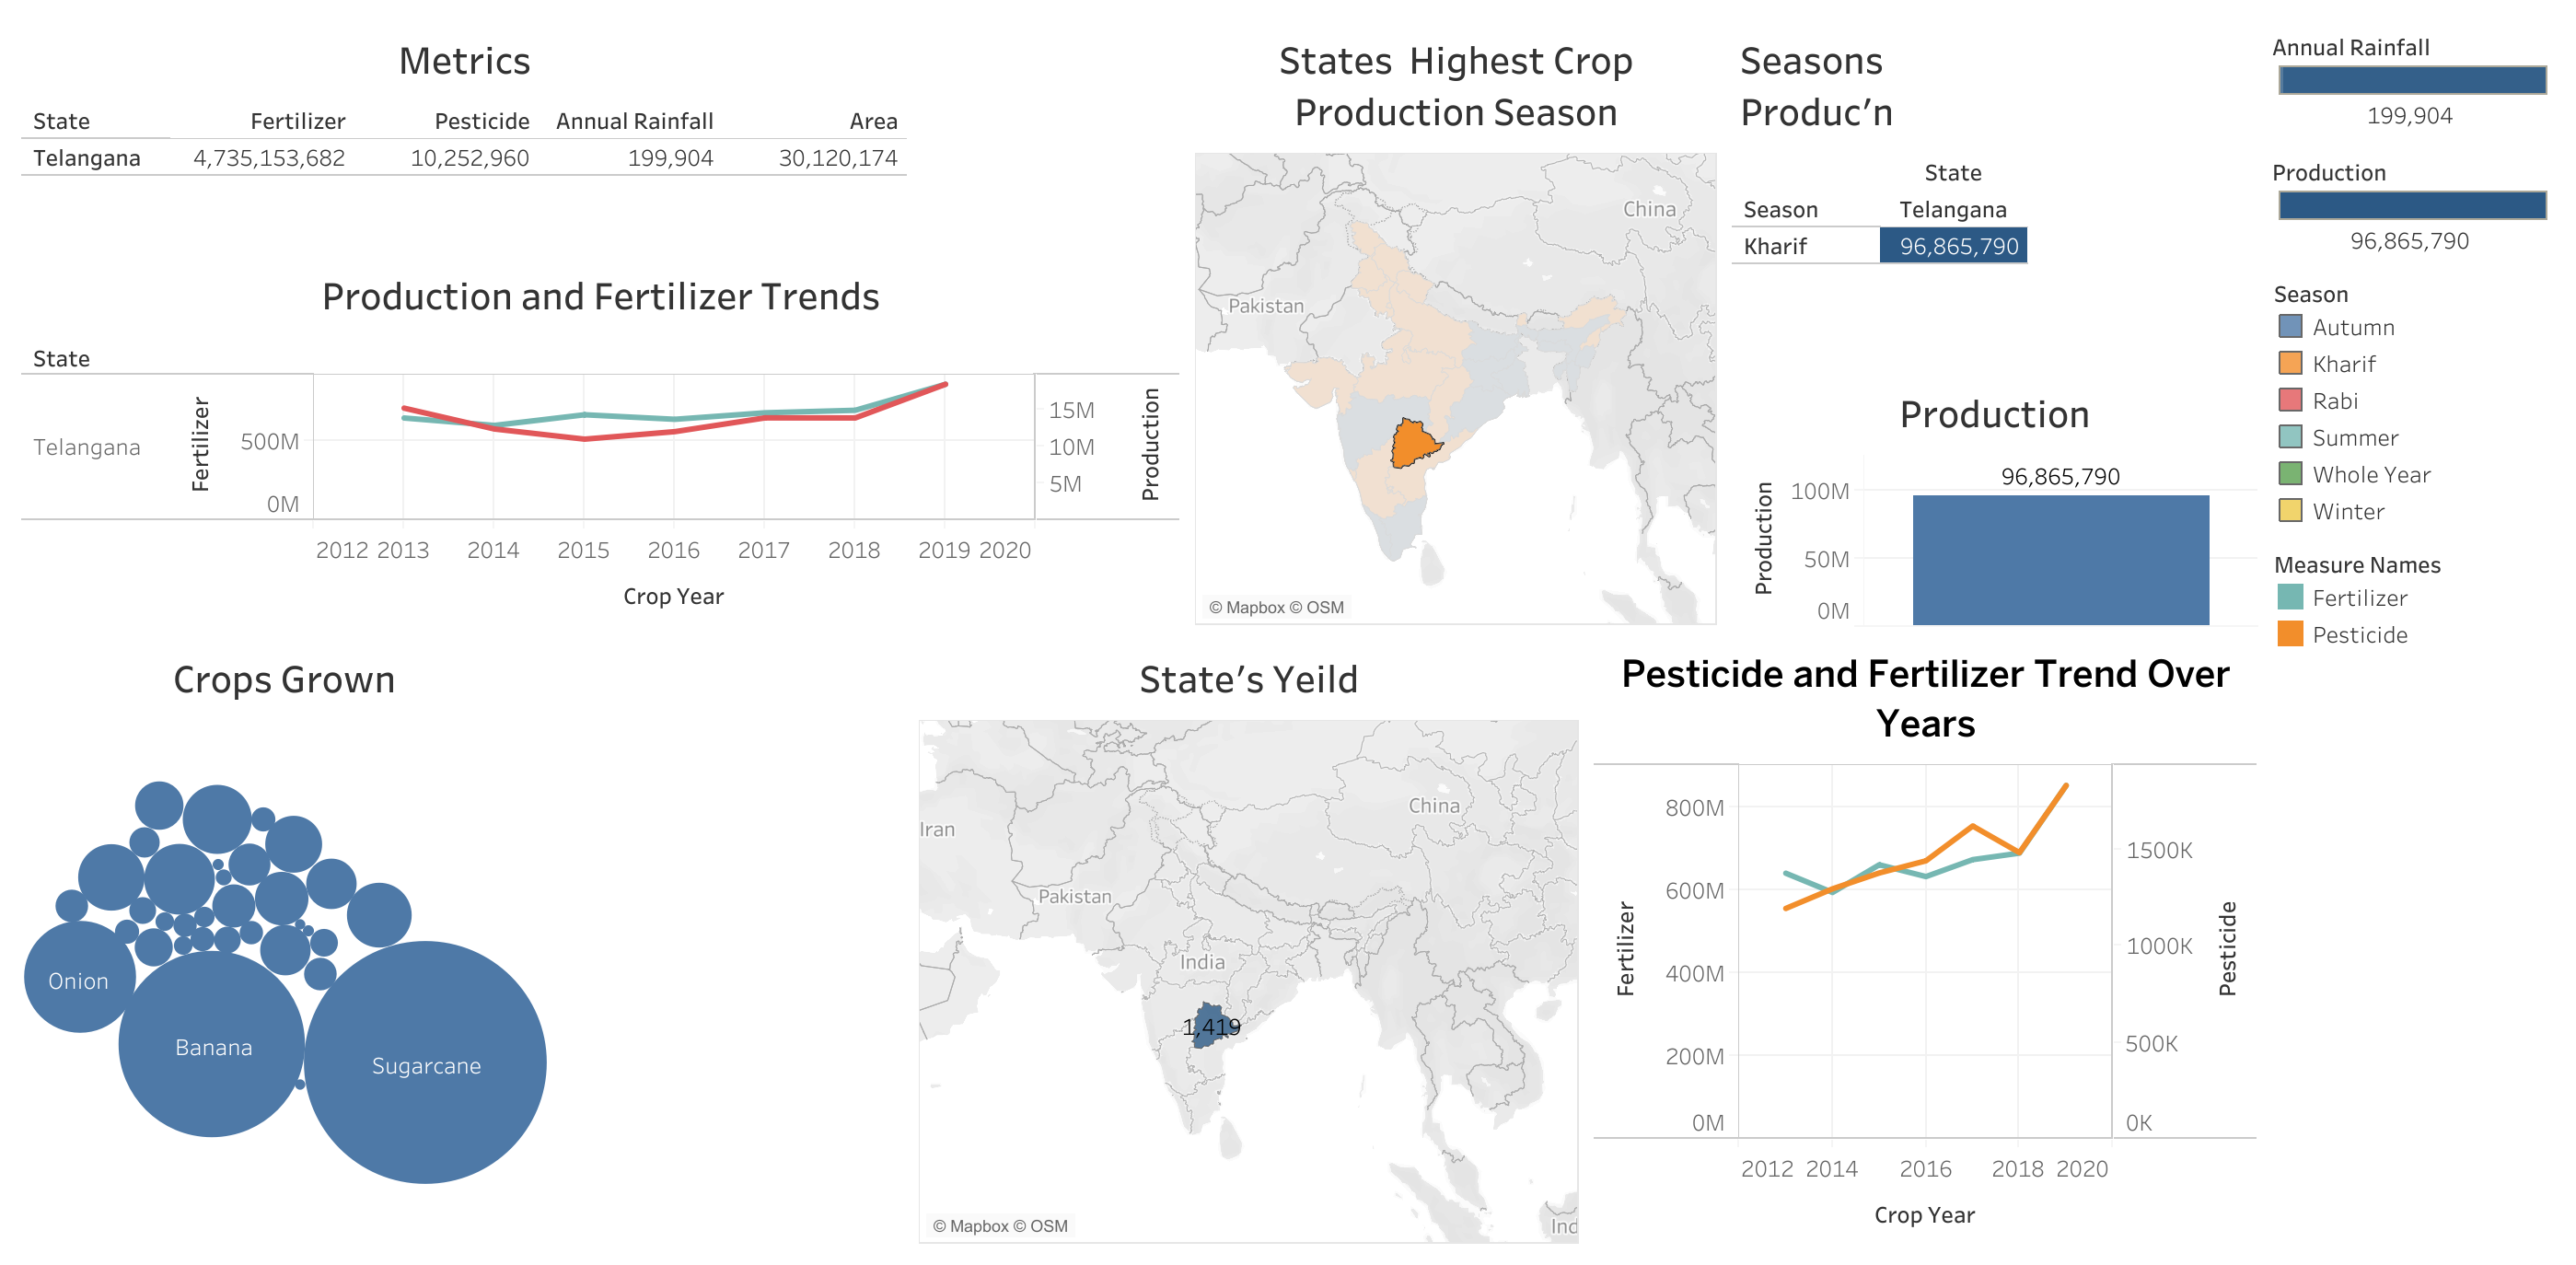 Metrics
State Fertilizer Pesticide Annual Rainfall Area
Telangana 4,735,153,682 10,252,960 199,904 30,120,174
Production and Fertilizer Trends
State
Telangana
Fertilizer
500M
0M
15M
10M
5M
Production
2012 2013 2014 2015 2016 2017 2018 2019 2020
Crop Year
States Highest Crop
Production Season
China
Pakistan
© Mapbox © OSM
Seasons
Produc’n
State
Season Telangana
Kharif 96,865,790
Production
96,865,790
Production
100M
50M
0M
Annual Rainfall
199,904
Production
96,865,790
Season
Autumn
Kharif
Rabi
Summer
Whole Year
Winter
Measure Names
Fertilizer
Pesticide
Crops Grown
Onion
Banana
Sugarcane
State’s Yeild
Iran
China
Pakistan
India
1,419
© Mapbox © OSM
Ind
Pesticide and Fertilizer Trend Over
Years
Fertilizer
800M
600M
400M
200M
0M
1500K
1000K
500K
0K
Pesticide
2012 2014 2016 2018 2020
Crop Year